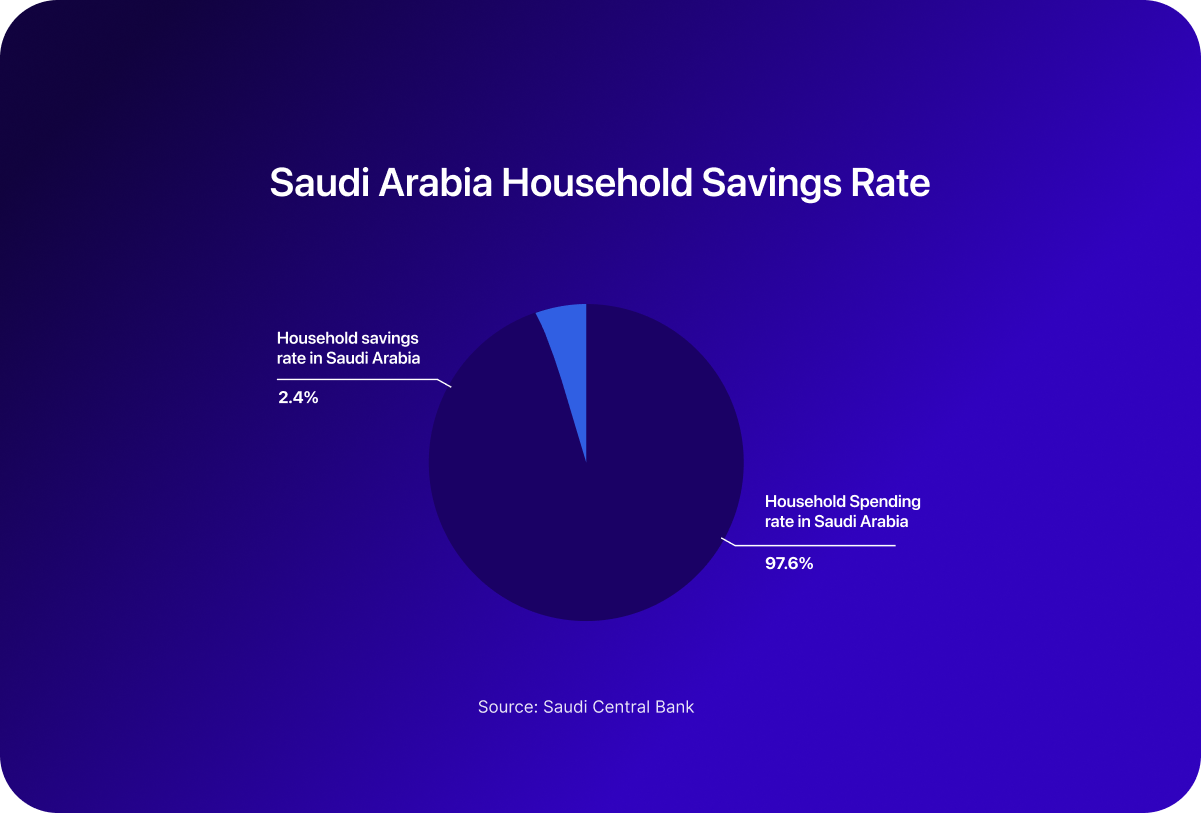 Saudi Arabia Household Savings Rate
Household savings
rate in Saudi Arabia
2.4%
Household Spending
rate in Saudi Arabia
97.6%
Source: Saudi Central Bank